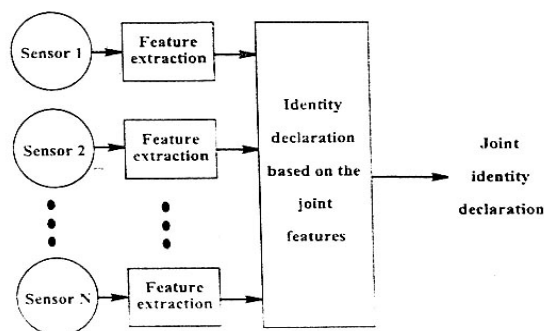 Sensor 1
Feature
extraction
Sensor 2
Feature
extraction
Sensor N
Feature
extraction
Identity
declaration
based on the
joint
features
Joint
identity
declaration